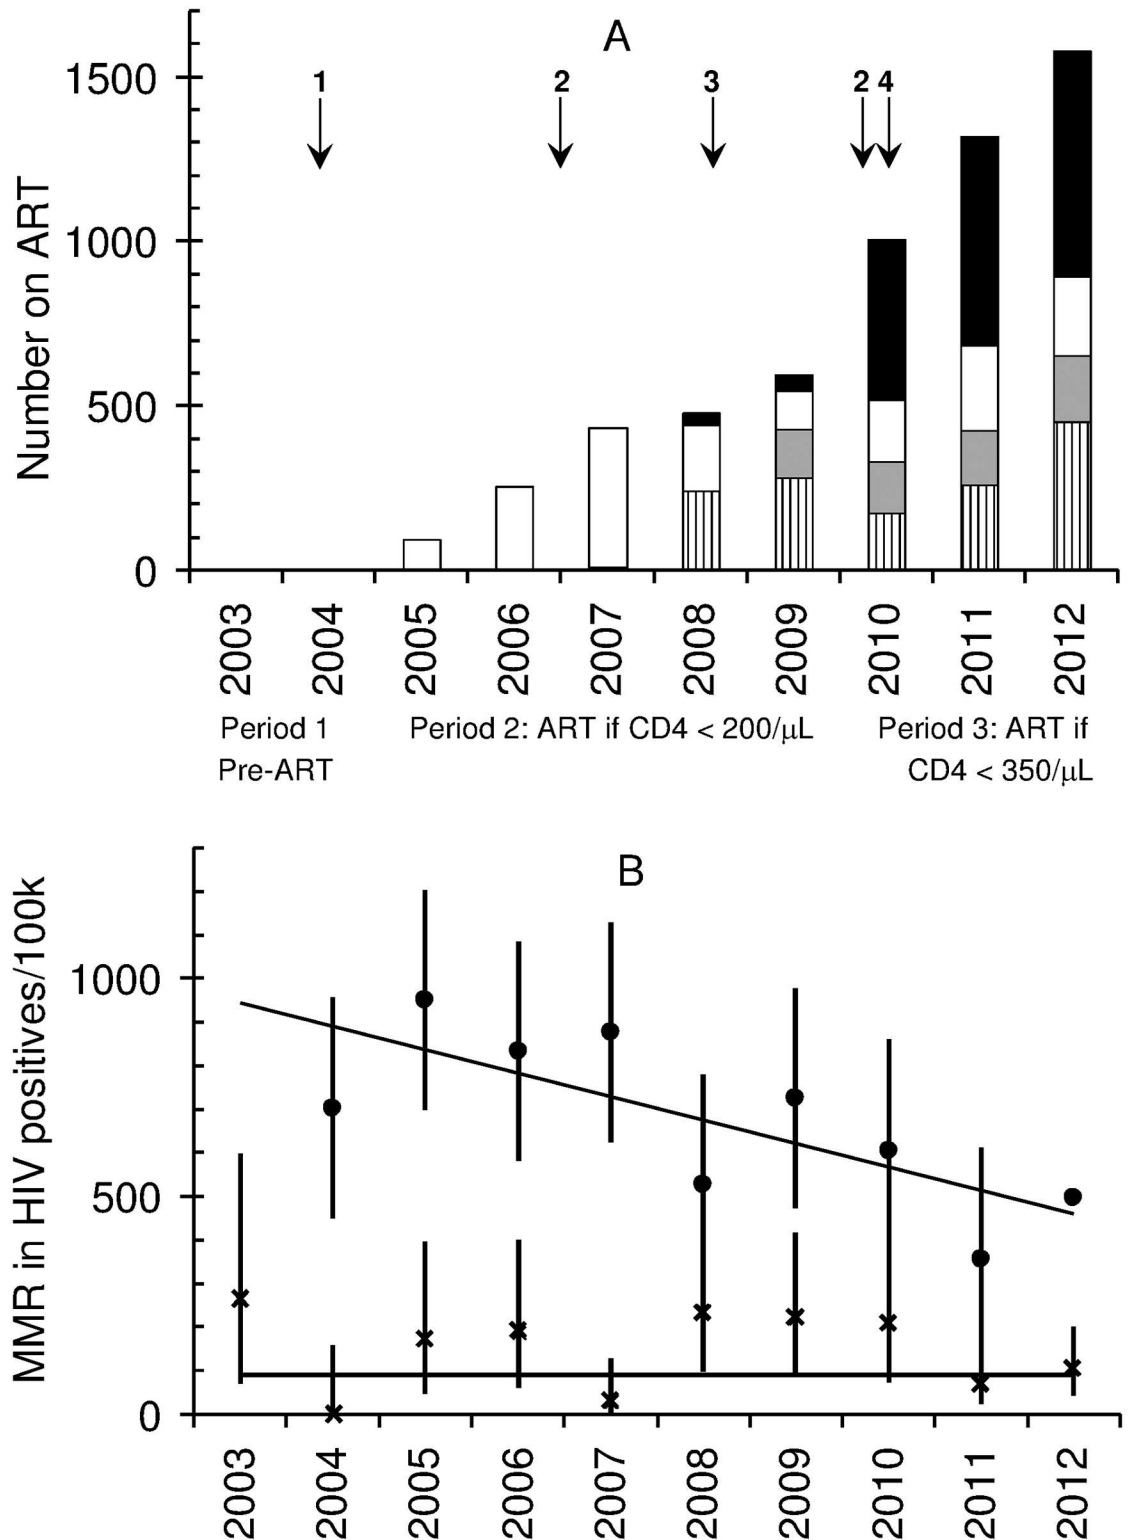 A
1 2 3 2 4
Number on ART
1500
1000
500
0
2003 2004 2005 2006 2007 2008 2009 2010 2011 2012
Period 1 Period 2: ART if CD4 < 200/μL Period 3: ART if
Pre-ART CD4 < 350/μL
B
MMR in HIV positives/100k
1000
500
0
2003 2004 2005 2006 2007 2008 2009 2010 2011 2012